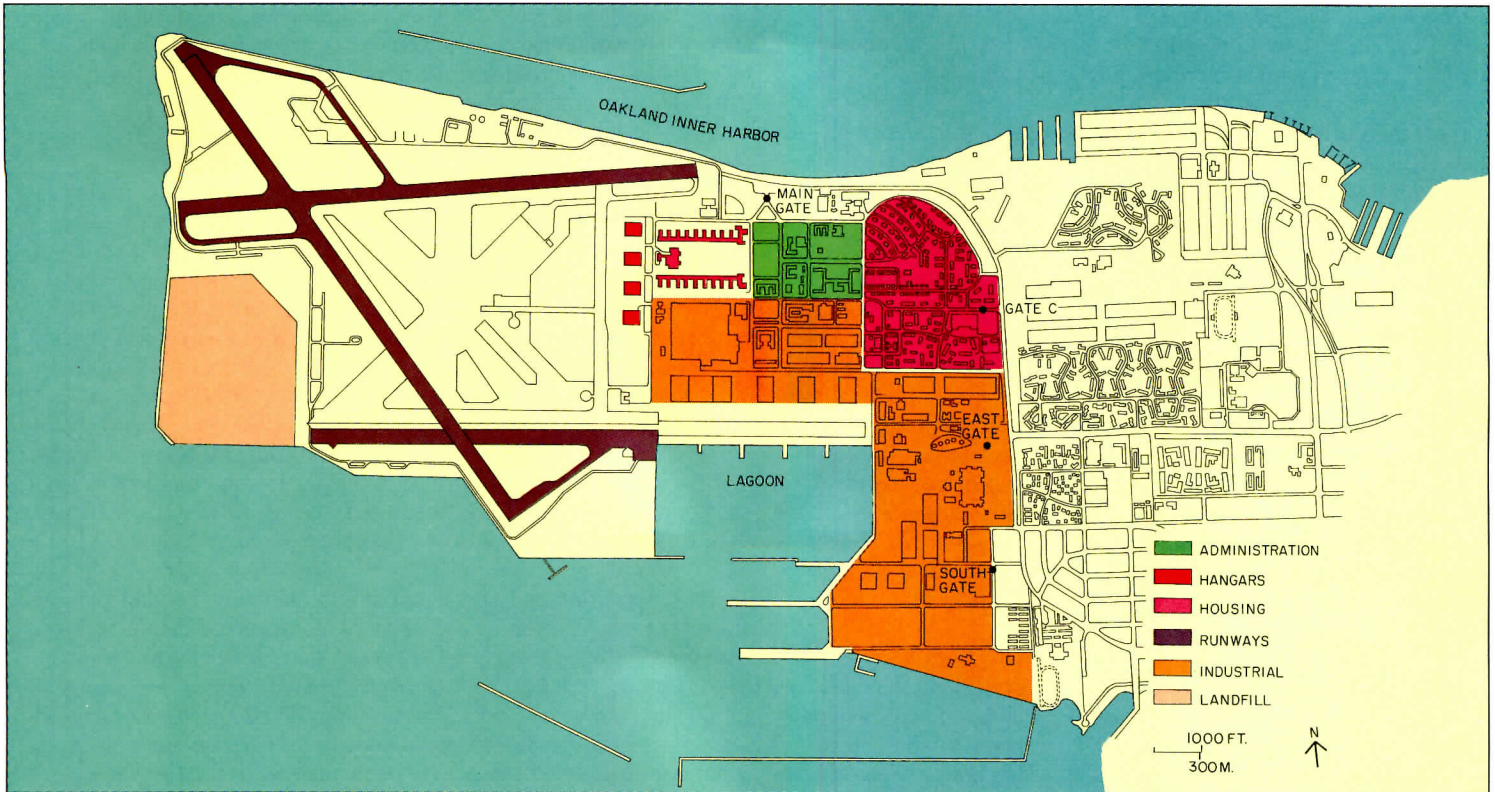 OAKLAND INNER HARBOR
MAIN
GATE
GATE C
EAST
GATE
LAGOON
SOUTH
GATE
ADMINISTRATION
HANGARS
HOUSING
RUNWAYS
INDUSTRIAL
LANDFILL
1000 FT.
300 M.
N